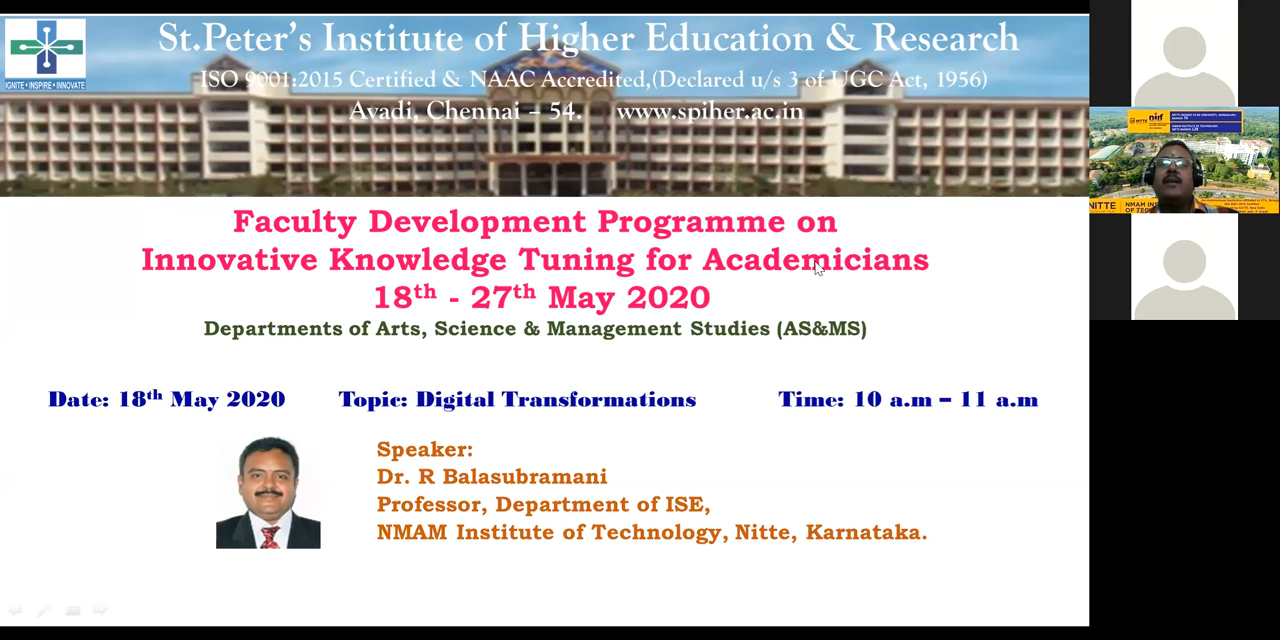 St.Peter's Institute of Higher Education & Research
ISO 9001:2015 Certified & NAAC Accredited,(Declared u/s 3 of UGC Act, 1956)
Avadi, Chennai – 54. www.spiher.ac.in
IGNITE • INSPIRE • INNOVATE
Faculty Development Programme on
Innovative Knowledge Tuning for Academicians
18th - 27th May 2020
Departments of Arts, Science & Management Studies (AS&MS)
Date: 18th May 2020 Topic: Digital Transformations Time: 10 a.m – 11 a.m
Speaker:
Dr. R Balasubramani
Professor, Department of ISE,
NMAM Institute of Technology, Nitte, Karnataka.
NITTE
NITTE
NMAM